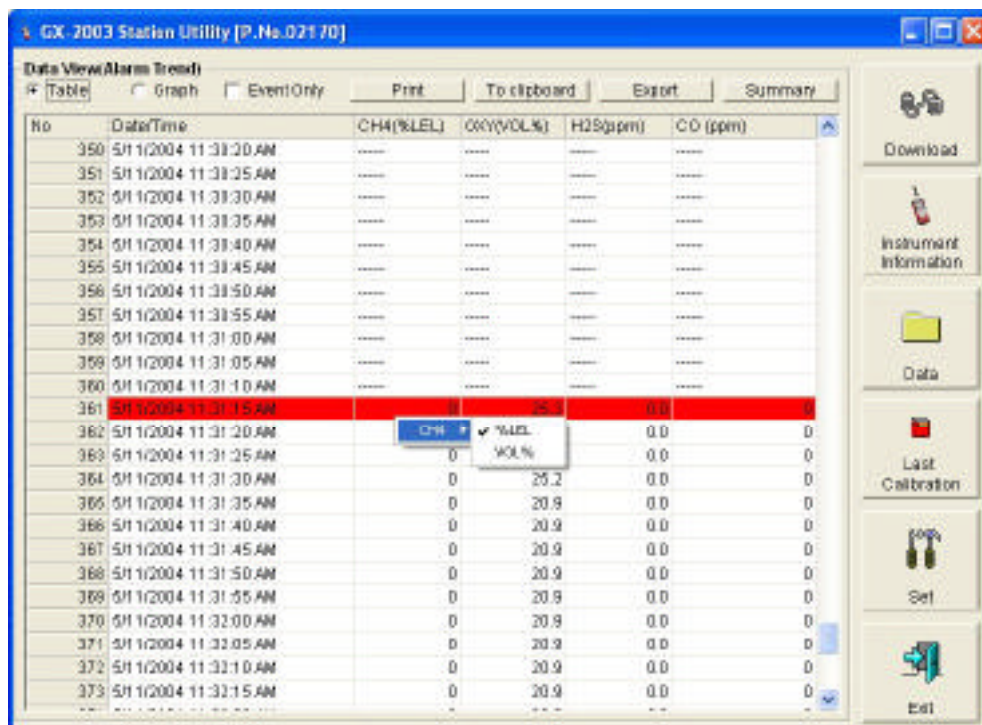 GX-2003 Station Utility [P.No.02170]
Data View(Alarm Trend)
Table Graph Event Only Print To clipboard Export Summary
No Date/Time CH4(%LEL) OXY(VOL.%) H2S(ppm) CO (ppm)
350 5/11/2004 11:30:20 AM ----- ----- ----- -----
351 5/11/2004 11:30:25 AM ----- ----- ----- -----
352 5/11/2004 11:30:30 AM ----- ----- ----- -----
353 5/11/2004 11:30:35 AM ----- ----- ----- -----
354 5/11/2004 11:30:40 AM ----- ----- ----- -----
355 5/11/2004 11:30:45 AM ----- ----- ----- -----
356 5/11/2004 11:30:50 AM ----- ----- ----- -----
357 5/11/2004 11:30:55 AM ----- ----- ----- -----
358 5/11/2004 11:31:00 AM ----- ----- ----- -----
359 5/11/2004 11:31:05 AM ----- ----- ----- -----
360 5/11/2004 11:31:10 AM ----- ----- ----- -----
361 5/11/2004 11:31:15 AM 0 25.3 0.0 0
362 5/11/2004 11:31:20 AM 0.0 0
CH4 %LEL
VOL%
363 5/11/2004 11:31:25 AM 0 0.0 0
364 5/11/2004 11:31:30 AM 0 25.2 0.0 0
365 5/11/2004 11:31:35 AM 0 20.9 0.0 0
366 5/11/2004 11:31:40 AM 0 20.9 0.0 0
367 5/11/2004 11:31:45 AM 0 20.9 0.0 0
368 5/11/2004 11:31:50 AM 0 20.9 0.0 0
369 5/11/2004 11:31:55 AM 0 20.9 0.0 0
370 5/11/2004 11:32:00 AM 0 20.9 0.0 0
371 5/11/2004 11:32:05 AM 0 20.9 0.0 0
372 5/11/2004 11:32:10 AM 0 20.9 0.0 0
373 5/11/2004 11:32:15 AM 0 20.9 0.0 0
Download
Instrument
Information
Data
Last
Calibration
Set
Exit